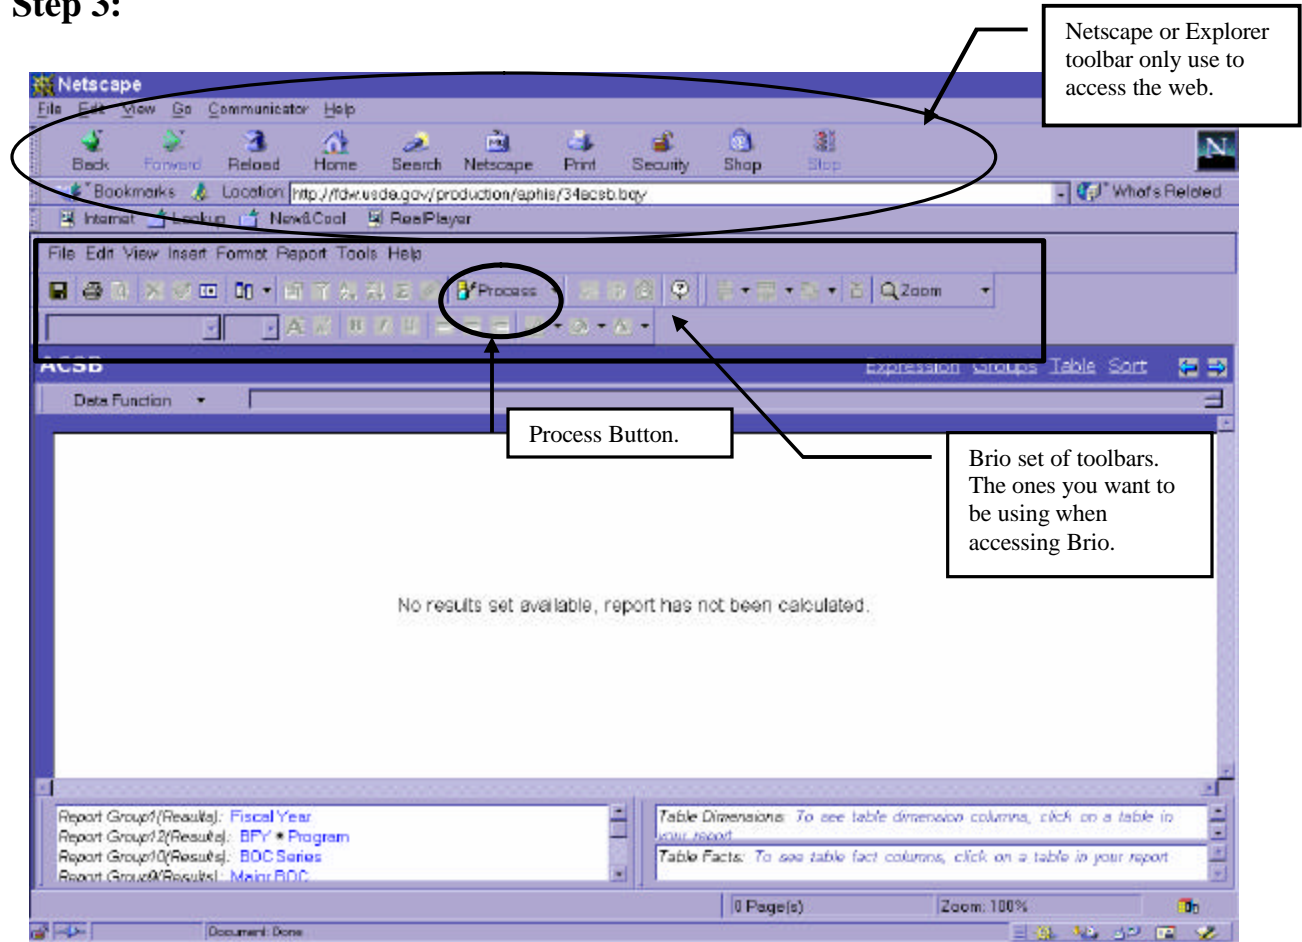 Step 3:
Netscape or Explorer
toolbar only use to
access the web.
Netscape
File Edit View Go Communicator Help
Back Forward Reload Home Search Netscape Print Security Shop Stop
Bookmarks Location: http://fdw.usda.gov/production/aphis/34acsb.bqy What's Related
Internet Lookup New&Cool RealPlayer
File Edit View Insert Format Report Tools Help
Process Zoom
ACSB Expression Groups Table Sort
Data Function
Process Button.
Brio set of toolbars.
The ones you want to
be using when
accessing Brio.
No results set available, report has not been calculated.
Report Group1(Results): Fiscal Year
Report Group12(Results): BFY * Program
Report Group10(Results): BOC Series
Report Group9(Results): Major BOC
Table Dimensions: To see table dimension columns, click on a table in
your report
Table Facts: To see table fact columns, click on a table in your report
0 Page(s) Zoom: 100%
Document: Done